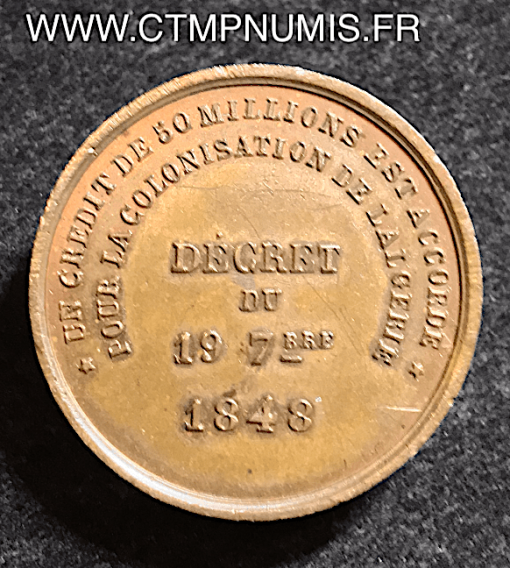 WWW.CTMPNUMIS.FR
* UN CREDIT DE 50 MILLIONS EST ACCORDE *
POUR LA COLONISATION DE L'ALGERIE
DÉCRET
DU
19 7BRE
1848